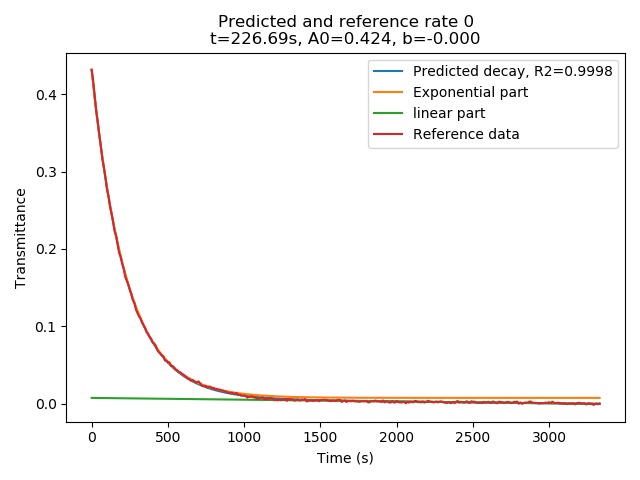 Predicted and reference rate 0
t=226.69s, A0=0.424, b=-0.000
Predicted decay, R2=0.9998
Exponential part
linear part
Reference data
Transmittance
0.4
0.3
0.2
0.1
0.0
0
500
1000
1500
2000
2500
3000
Time (s)